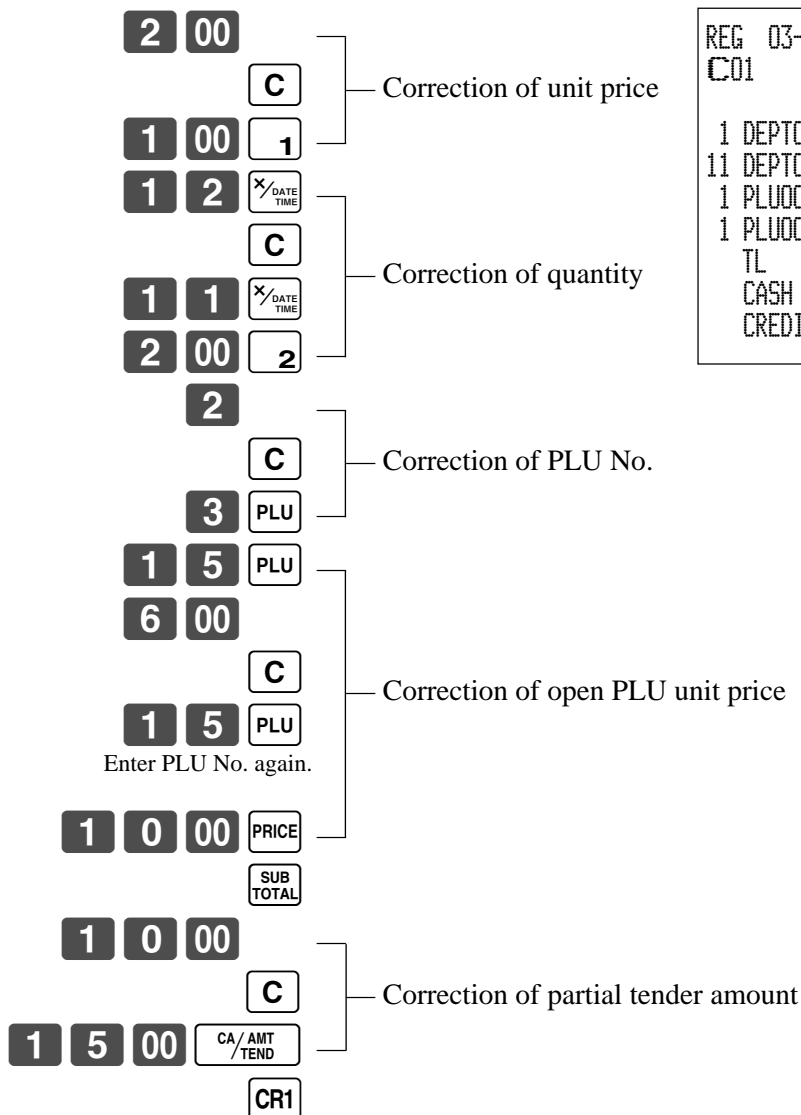 2 00
C
Correction of unit price
1 00 1
1 2 ×/DATE TIME
C
Correction of quantity
1 1 ×/DATE TIME
2 00 2
2
C
Correction of PLU No.
3 PLU
1 5 PLU
6 00
C
Correction of open PLU unit price
1 5 PLU
Enter PLU No. again.
1 0 00 PRICE
SUB TOTAL
1 0 00
C
Correction of partial tender amount
1 5 00 CA/AMT /TEND
CR1
REG 03-
C01
1 DEPT
11 DEPT
1 PLU
1 PLU
TL
CASH
CREDI